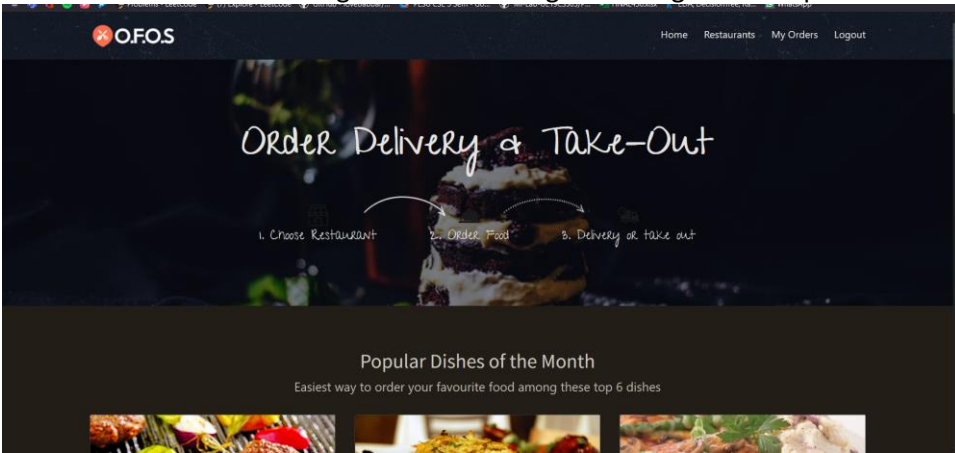 O.F.O.S
Home Restaurants My Orders Logout
Order Delivery & Take-Out
1. Choose Restaurant 2. Order Food 3. Delivery or take out
Popular Dishes of the Month
Easiest way to order your favourite food among these top 6 dishes